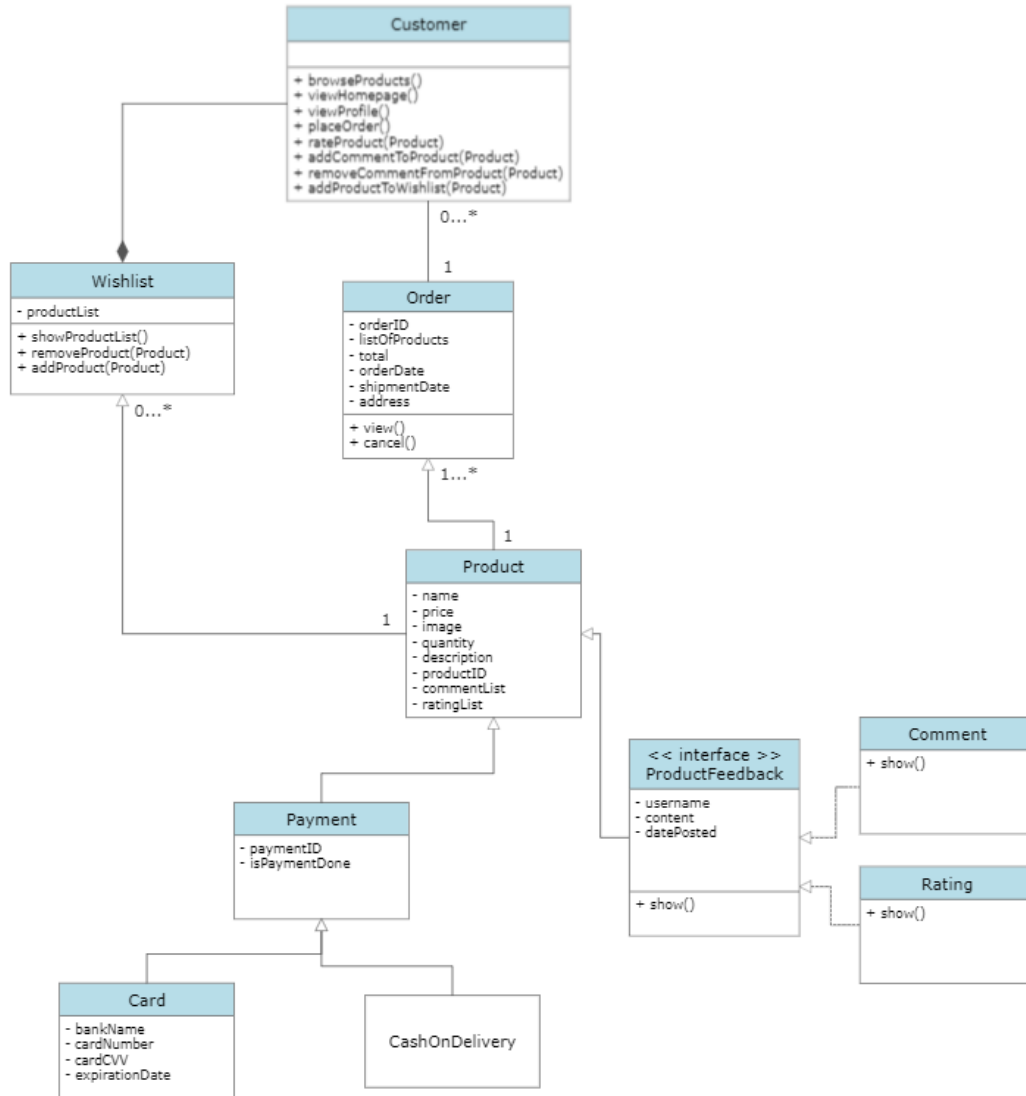 Customer
+ browseProducts()
+ viewHomepage()
+ viewProfile()
+ placeOrder()
+ rateProduct(Product)
+ addCommentToProduct(Product)
+ removeCommentFromProduct(Product)
+ addProductToWishlist(Product)
0...*
1
Wishlist
- productList
+ showProductList()
+ removeProduct(Product)
+ addProduct(Product)
0...*
Order
- orderID
- listOfProducts
- total
- orderDate
- shipmentDate
- address
+ view()
+ cancel()
1...*
1
Product
- name
- price
- image
- quantity
- description
- productID
- commentList
- ratingList
1
<< interface >>
ProductFeedback
- username
- content
- datePosted
+ show()
Comment
+ show()
Rating
+ show()
Payment
- paymentID
- isPaymentDone
Card
- bankName
- cardNumber
- cardCVV
- expirationDate
CashOnDelivery